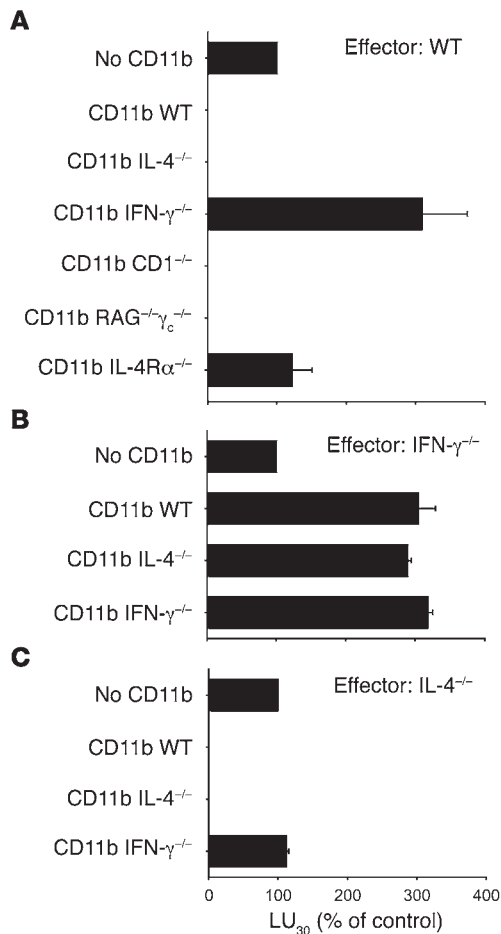 A
Effector: WT
No CD11b
CD11b WT
CD11b IL-4⁻/⁻
CD11b IFN-γ⁻/⁻
CD11b CD1⁻/⁻
CD11b RAG⁻/⁻γc⁻/⁻
CD11b IL-4Rα⁻/⁻
B
Effector: IFN-γ⁻/⁻
No CD11b
CD11b WT
CD11b IL-4⁻/⁻
CD11b IFN-γ⁻/⁻
C
Effector: IL-4⁻/⁻
No CD11b
CD11b WT
CD11b IL-4⁻/⁻
CD11b IFN-γ⁻/⁻
0 100 200 300 400
LU₃₀ (% of control)